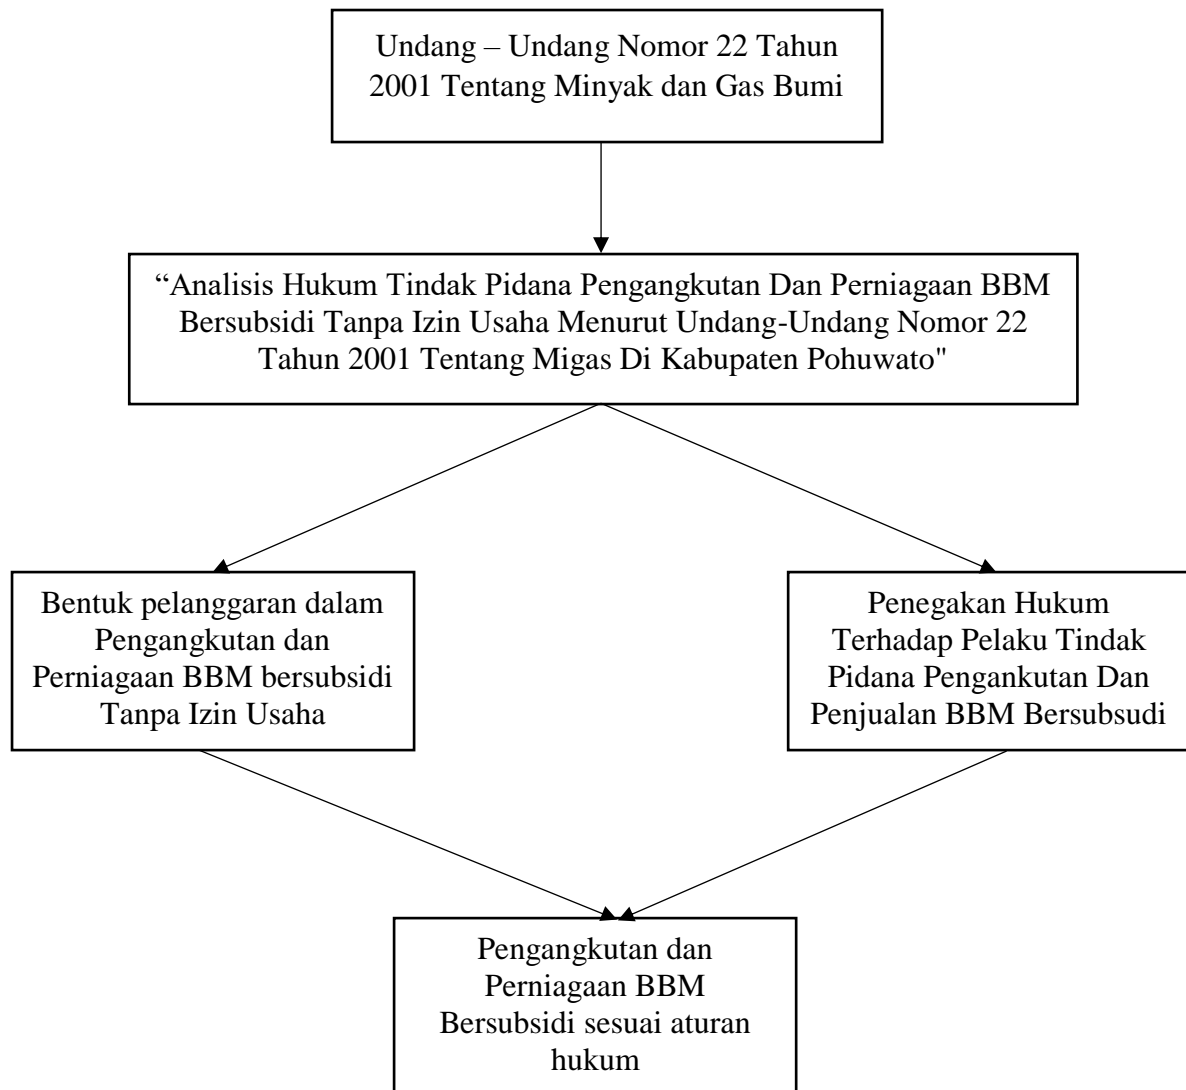 Undang – Undang Nomor 22 Tahun
2001 Tentang Minyak dan Gas Bumi
“Analisis Hukum Tindak Pidana Pengangkutan Dan Perniagaan BBM
Bersubsidi Tanpa Izin Usaha Menurut Undang-Undang Nomor 22
Tahun 2001 Tentang Migas Di Kabupaten Pohuwato"
Bentuk pelanggaran dalam
Pengangkutan dan
Perniagaan BBM bersubsidi
Tanpa Izin Usaha
Penegakan Hukum
Terhadap Pelaku Tindak
Pidana Pengankutan Dan
Penjualan BBM Bersubsudi
Pengangkutan dan
Perniagaan BBM
Bersubsidi sesuai aturan
hukum